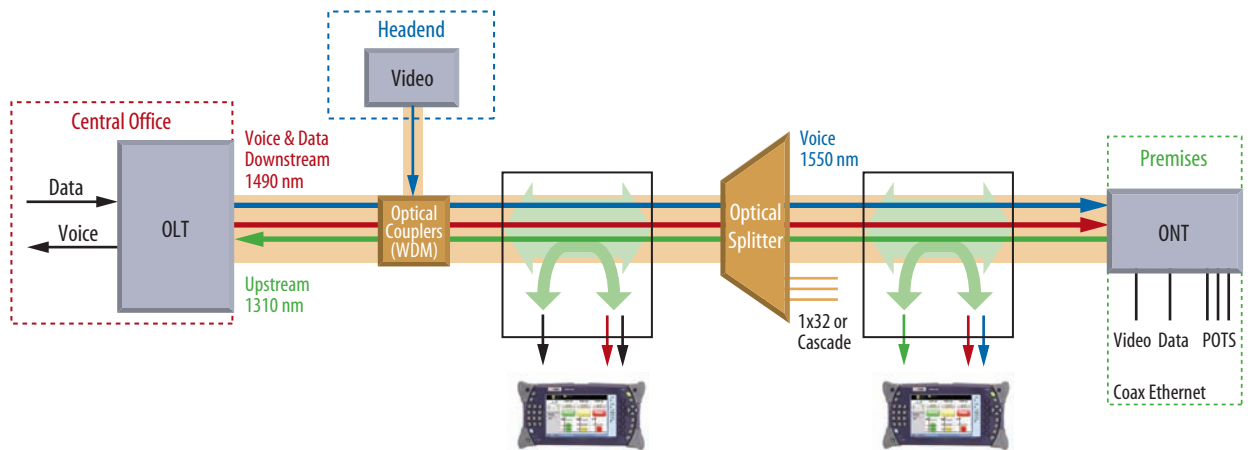 Headend
Video
Central Office
Data
Voice
OLT
Voice & Data
Downstream
1490 nm
Upstream
1310 nm
Optical
Couplers
(WDM)
Optical
Splitter
1x32 or
Cascade
Voice
1550 nm
Premises
ONT
Video
Data
POTS
Coax Ethernet